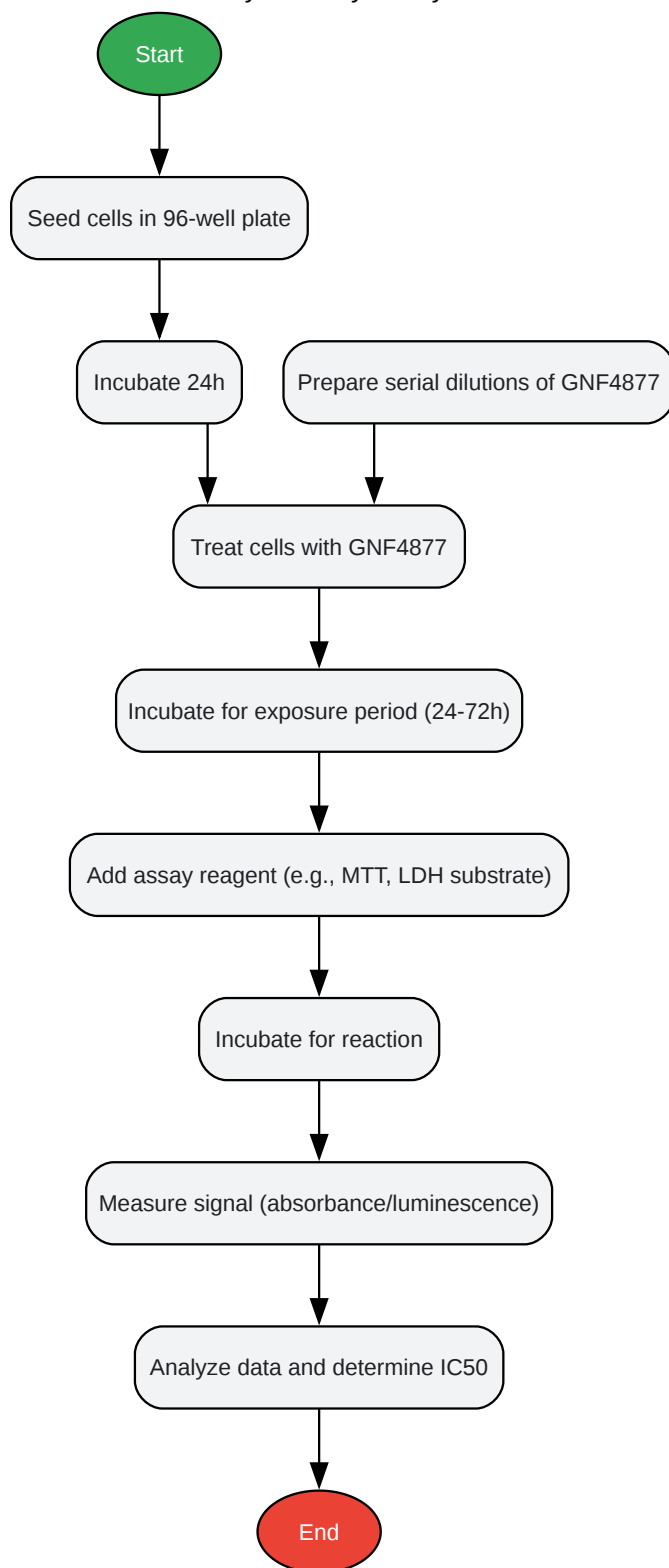 Start
Seed cells in 96-well plate
Incubate 24h
Prepare serial dilutions of GNF4877
Treat cells with GNF4877
Incubate for exposure period (24-72h)
Add assay reagent (e.g., MTT, LDH substrate)
Incubate for reaction
Measure signal (absorbance/luminescence)
Analyze data and determine IC50
End